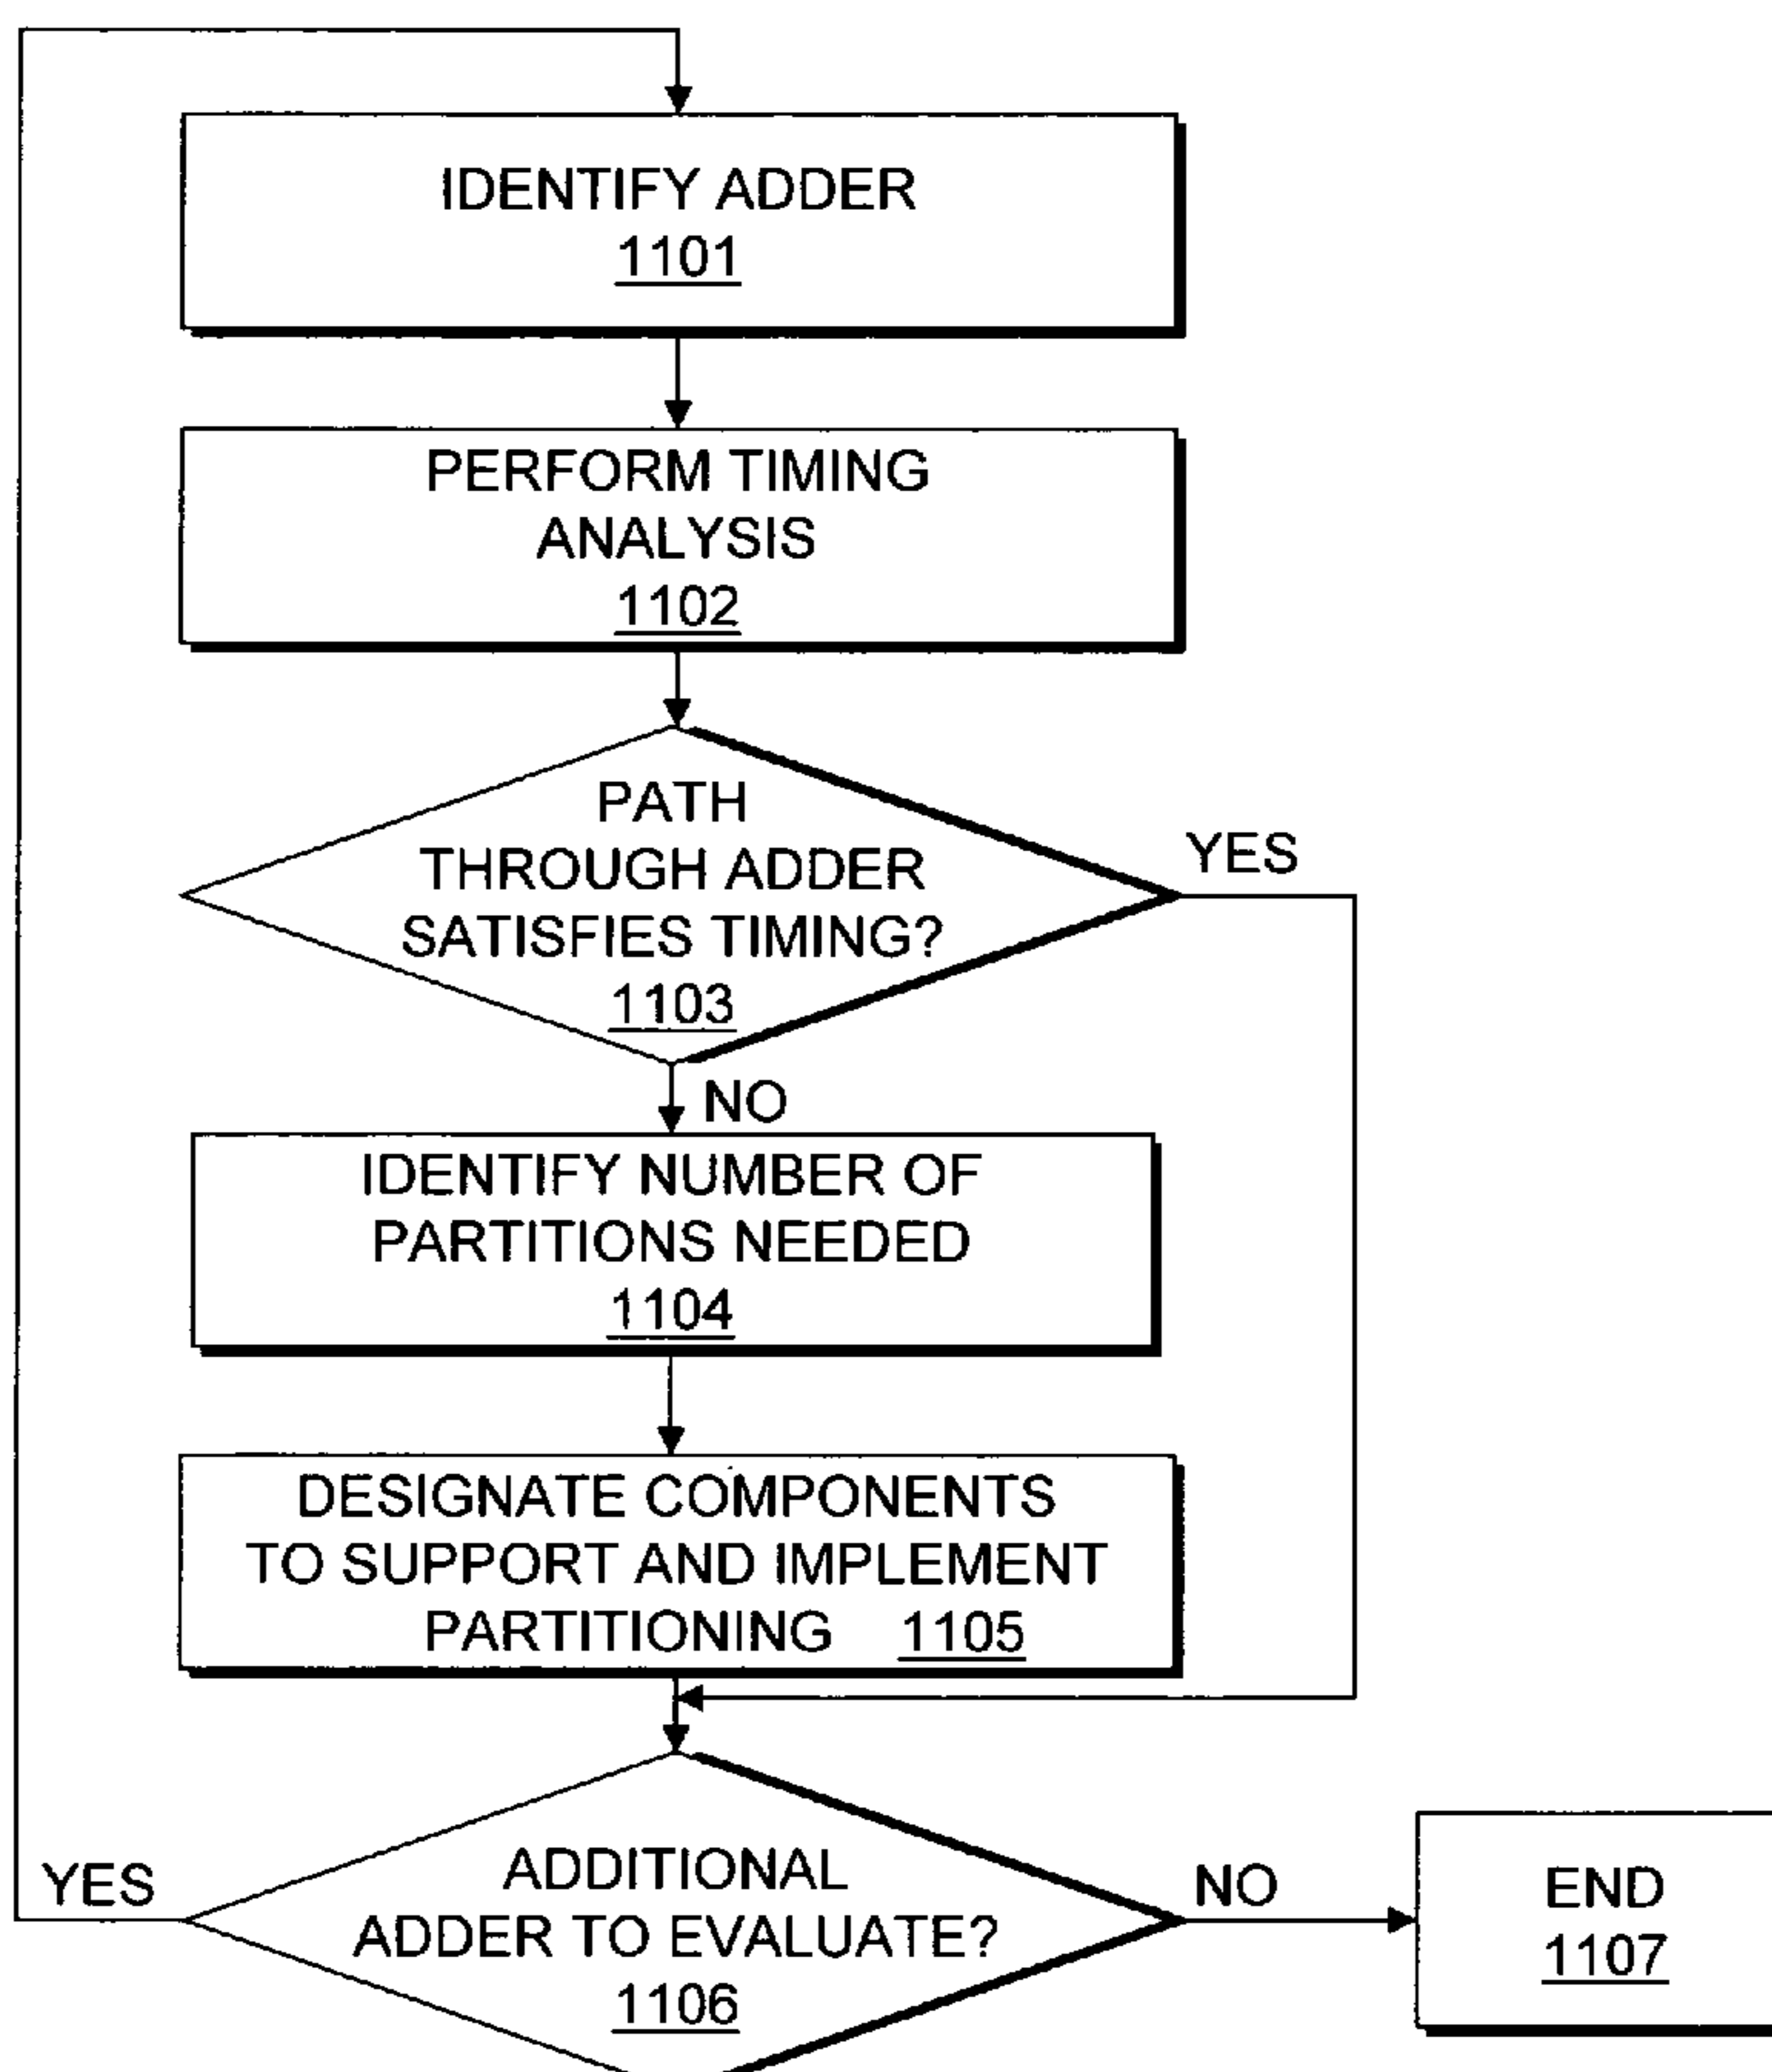 IDENTIFY ADDER
1101
PERFORM TIMING
ANALYSIS
1102
PATH
THROUGH ADDER
SATISFIES TIMING?
1103
YES
NO
IDENTIFY NUMBER OF
PARTITIONS NEEDED
1104
DESIGNATE COMPONENTS
TO SUPPORT AND IMPLEMENT
PARTITIONING 1105
YES
ADDITIONAL
ADDER TO EVALUATE?
1106
NO
END
1107